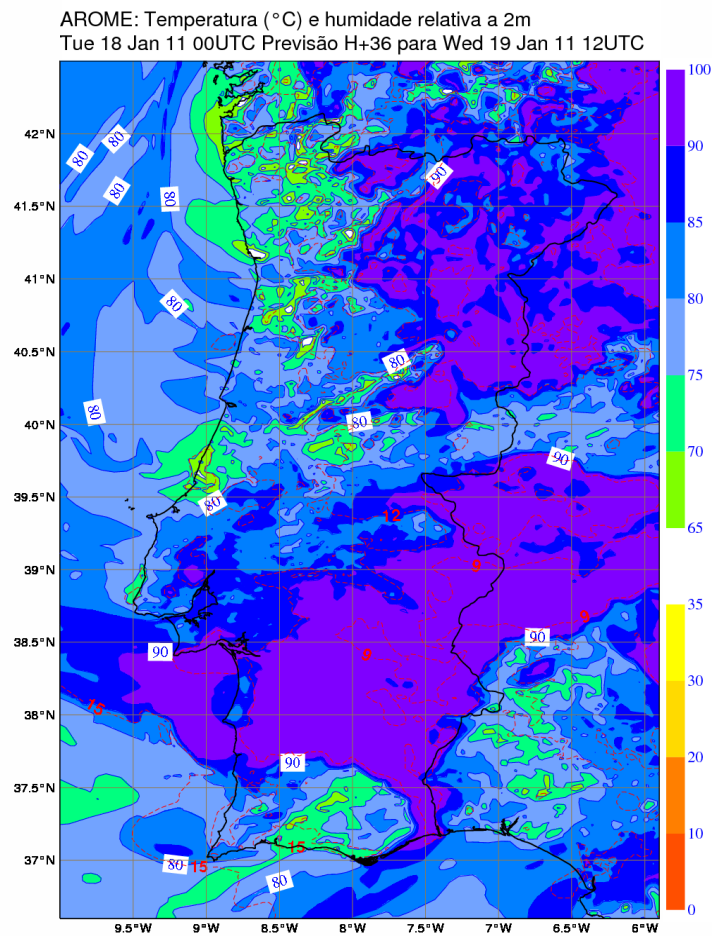 AROME: Temperatura (°C) e humidade relativa a 2m
Tue 18 Jan 11 00UTC Previsão H+36 para Wed 19 Jan 11 12UTC
100
42°N
80
80
90
90
80
80
41.5°N
85
41°N
80
80
40.5°N
80
75
80
80
40°N
70
90
39.5°N
80
12
65
39°N
9
35
9
38.5°N
90
90
9
30
15
38°N
20
90
37.5°N
10
15
37°N
80
15
80
0
9.5°W 9°W 8.5°W 8°W 7.5°W 7°W 6.5°W 6°W